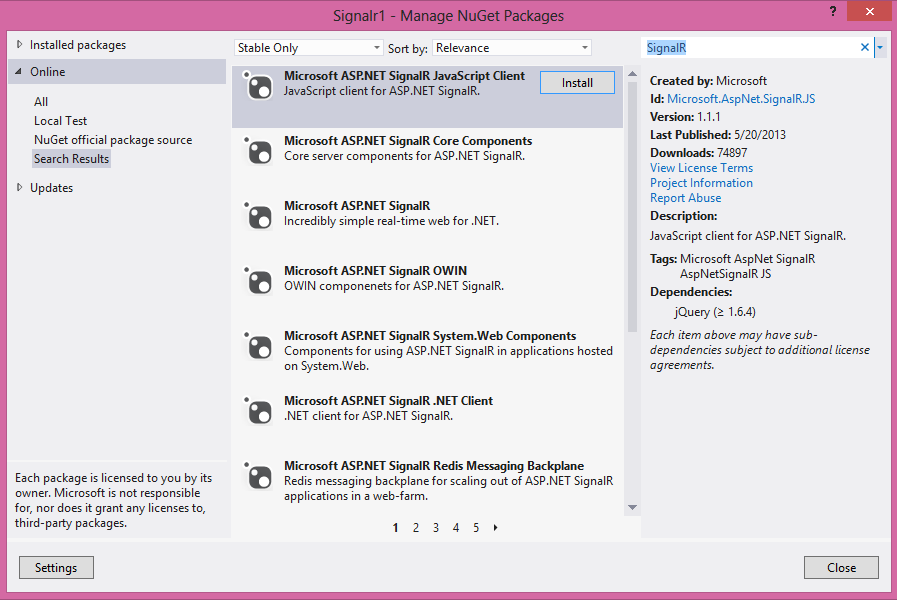 Signalr1 - Manage NuGet Packages
?
Installed packages
Online
All
Local Test
NuGet official package source
Search Results
Updates
Each package is licensed to you by its
owner. Microsoft is not responsible
for, nor does it grant any licenses to,
third-party packages.
Settings
Stable Only
Sort by: Relevance
Microsoft ASP.NET SignalR JavaScript Client
JavaScript client for ASP.NET SignalR.
Install
Microsoft ASP.NET SignalR Core Components
Core server components for ASP.NET SignalR.
Microsoft ASP.NET SignalR
Incredibly simple real-time web for .NET.
Microsoft ASP.NET SignalR OWIN
OWIN componenets for ASP.NET SignalR.
Microsoft ASP.NET SignalR System.Web Components
Components for using ASP.NET SignalR in applications hosted
on System.Web.
Microsoft ASP.NET SignalR .NET Client
.NET client for ASP.NET SignalR.
Microsoft ASP.NET SignalR Redis Messaging Backplane
Redis messaging backplane for scaling out of ASP.NET SignalR
applications in a web-farm.
1 2 3 4 5
SignalR
Created by: Microsoft
Id: Microsoft.AspNet.SignalR.JS
Version: 1.1.1
Last Published: 5/20/2013
Downloads: 74897
View License Terms
Project Information
Report Abuse
Description:
JavaScript client for ASP.NET SignalR.
Tags: Microsoft AspNet SignalR
AspNetSignalR JS
Dependencies:
jQuery (≥ 1.6.4)
Each item above may have sub-
dependencies subject to additional license
agreements.
Close